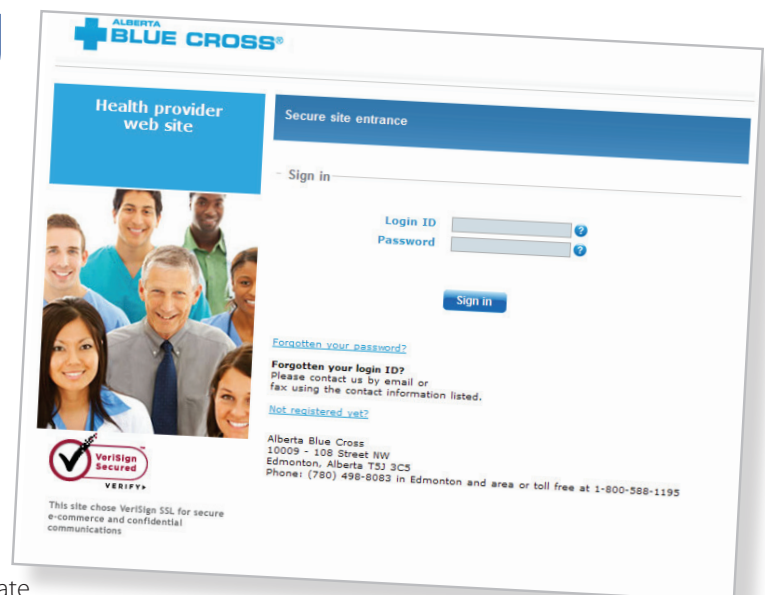 ALBERTA
BLUE CROSS®
Health provider
web site
Secure site entrance
Sign in
Login ID
?
Password
?
Sign in
Forgotten your password?
Forgotten your login ID?
Please contact us by email or
fax using the contact information listed.
Not registered yet?
Alberta Blue Cross
10009 - 108 Street NW
Edmonton, Alberta T5J 3C5
Phone: (780) 498-8083 in Edmonton and area or toll free at 1-800-588-1195
VeriSign
Secured
VERIFY
This site chose VeriSign SSL for secure
e-commerce and confidential
communications